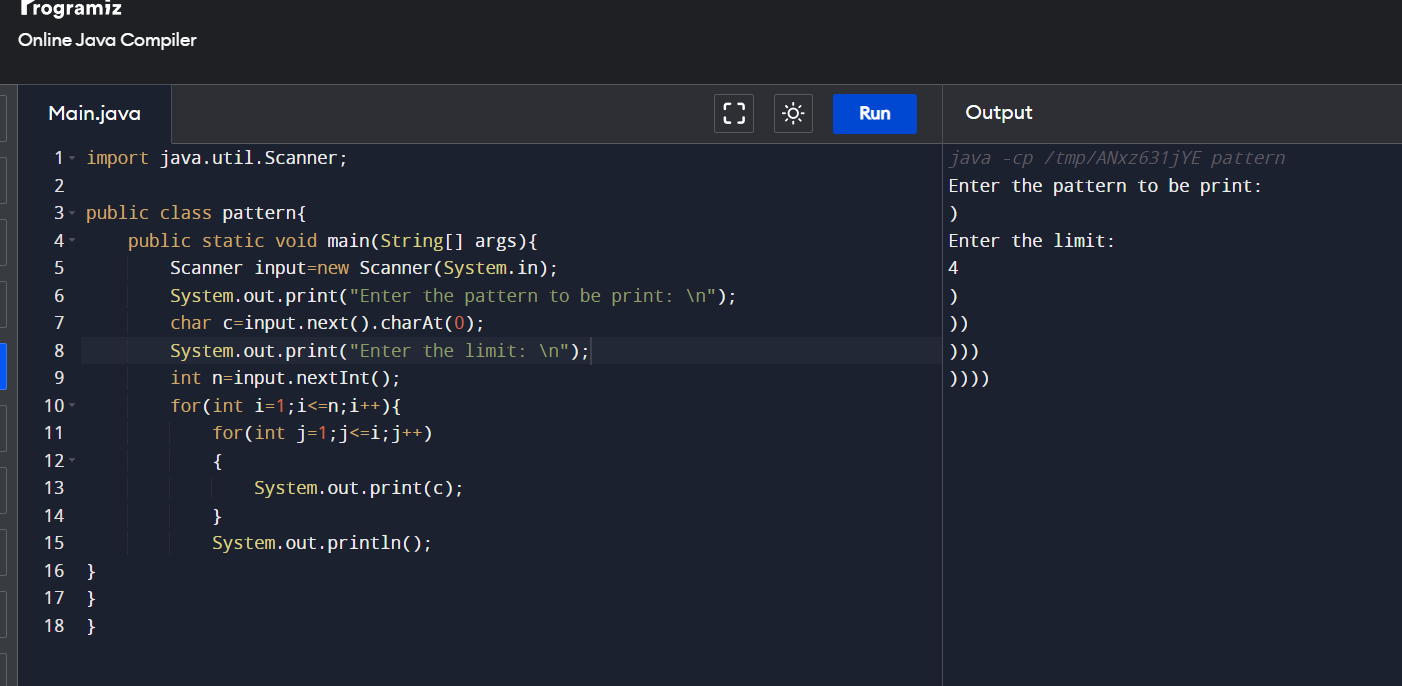 Programiz
Online Java Compiler
Main.java
Run
Output
1 import java.util.Scanner;
2
3 public class pattern{
4     public static void main(String[] args){
5         Scanner input=new Scanner(System.in);
6         System.out.print("Enter the pattern to be print: \n");
7         char c=input.next().charAt(0);
8         System.out.print("Enter the limit: \n");
9         int n=input.nextInt();
10         for(int i=1;i<=n;i++){
11             for(int j=1;j<=i;j++)
12             {
13                 System.out.print(c);
14             }
15             System.out.println();
16 }
17 }
18 }
java -cp /tmp/ANxz631jYE pattern
Enter the pattern to be print:
)
Enter the limit:
4
)
))
)))
))))